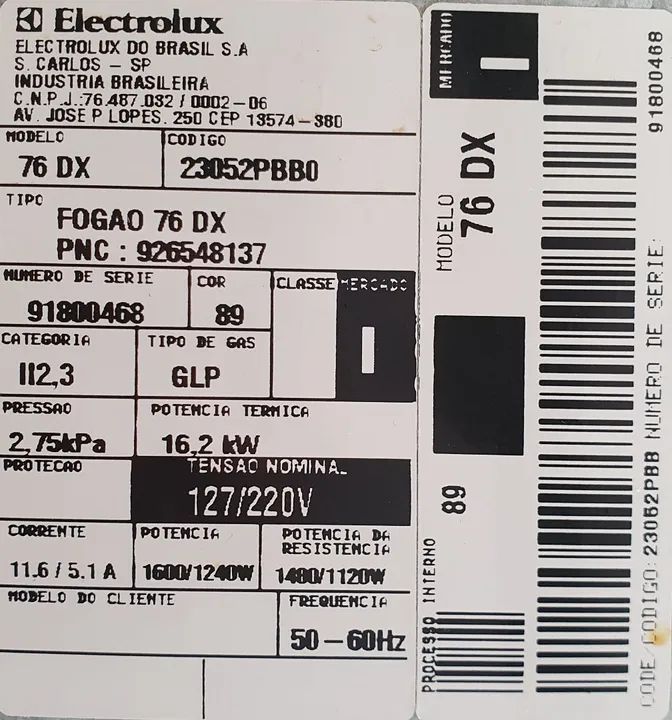 Electrolux
ELECTROLUX DO BRASIL S.A
S. CARLOS - SP
INDUSTRIA BRASILEIRA
C.N.P.J.:76.487.032 / 0002-06
AV. JOSE P LOPES. 250 CEP 13574-380
MODELO
76 DX
CODIGO
23052PBB0
TIPO
FOGAO 76 DX
PNC : 926548137
NUMERO DE SERIE
91800468
COR
89
CLASSE
MERCADO
I
CATEGORIA
II2,3
TIPO DE GAS
GLP
PRESSAO
2,75kPa
POTENCIA TERMICA
16,2 kW
PROTECAO
TENSAO NOMINAL
127/220V
CORRENTE
11.6 / 5.1 A
POTENCIA
1600/1240W
POTENCIA DA
RESISTENCIA
1480/1120W
MODELO DO CLIENTE
FREQUENCIA
50-60Hz
MERCADO
I
MODELO
76 DX
89
PROCESSO INTERNO
CODE/CODIGO:23052PBB NUMERO DE SERIE: 91800468